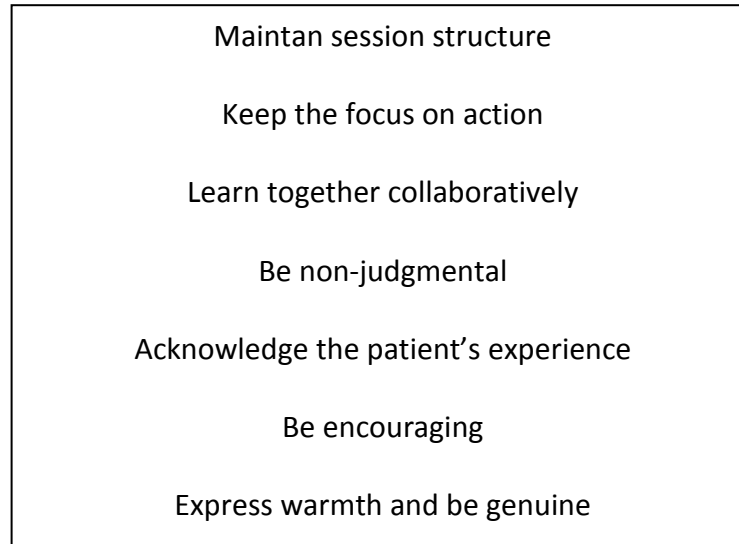 Maintan session structure
Keep the focus on action
Learn together collaboratively
Be non-judgmental
Acknowledge the patient’s experience
Be encouraging
Express warmth and be genuine